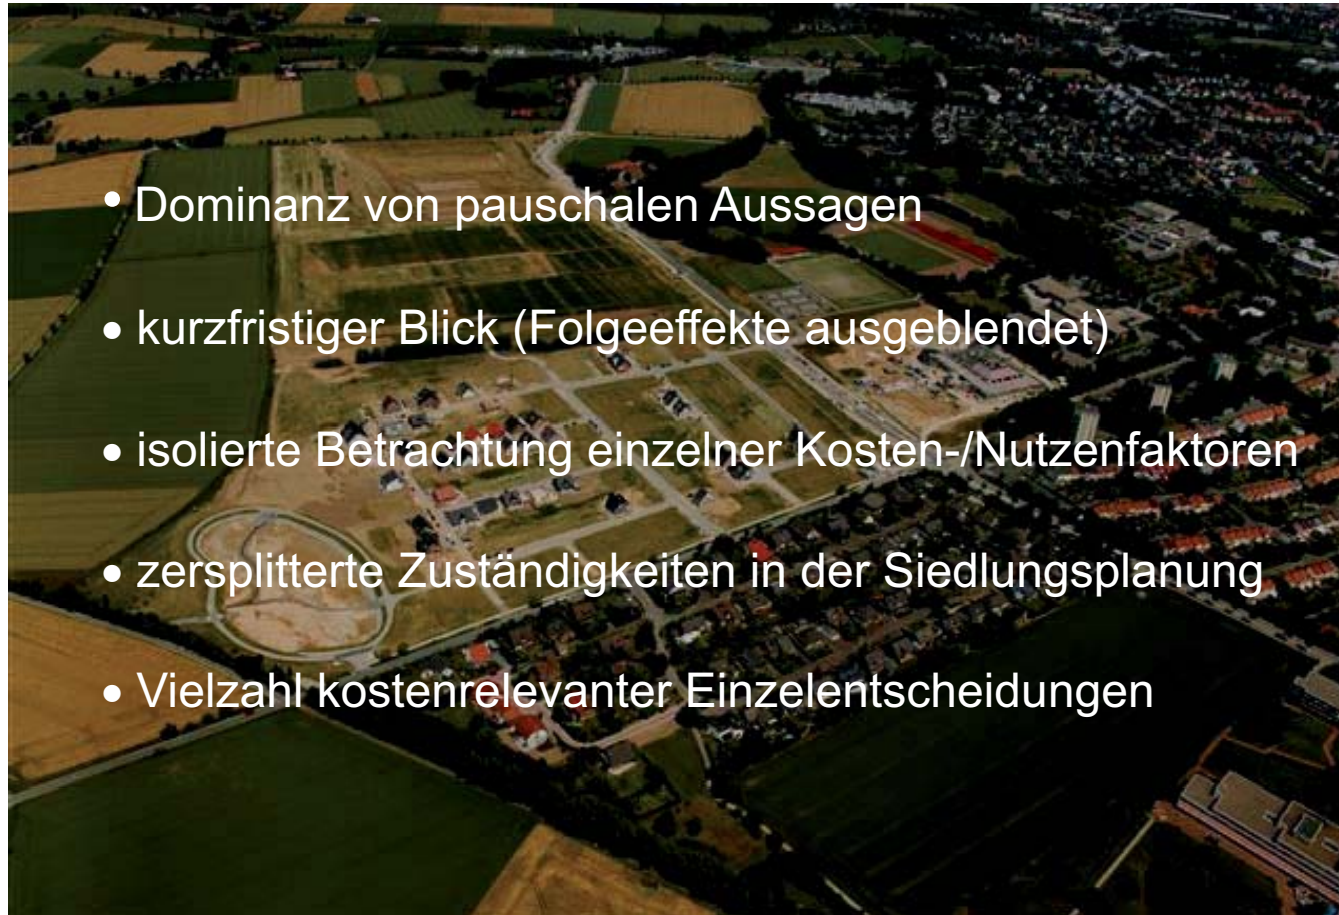 • Dominanz von pauschalen Aussagen
• kurzfristiger Blick (Folgeeffekte ausgeblendet)
• isolierte Betrachtung einzelner Kosten-/Nutzenfaktoren
• zersplitterte Zuständigkeiten in der Siedlungsplanung
• Vielzahl kostenrelevanter Einzelentscheidungen